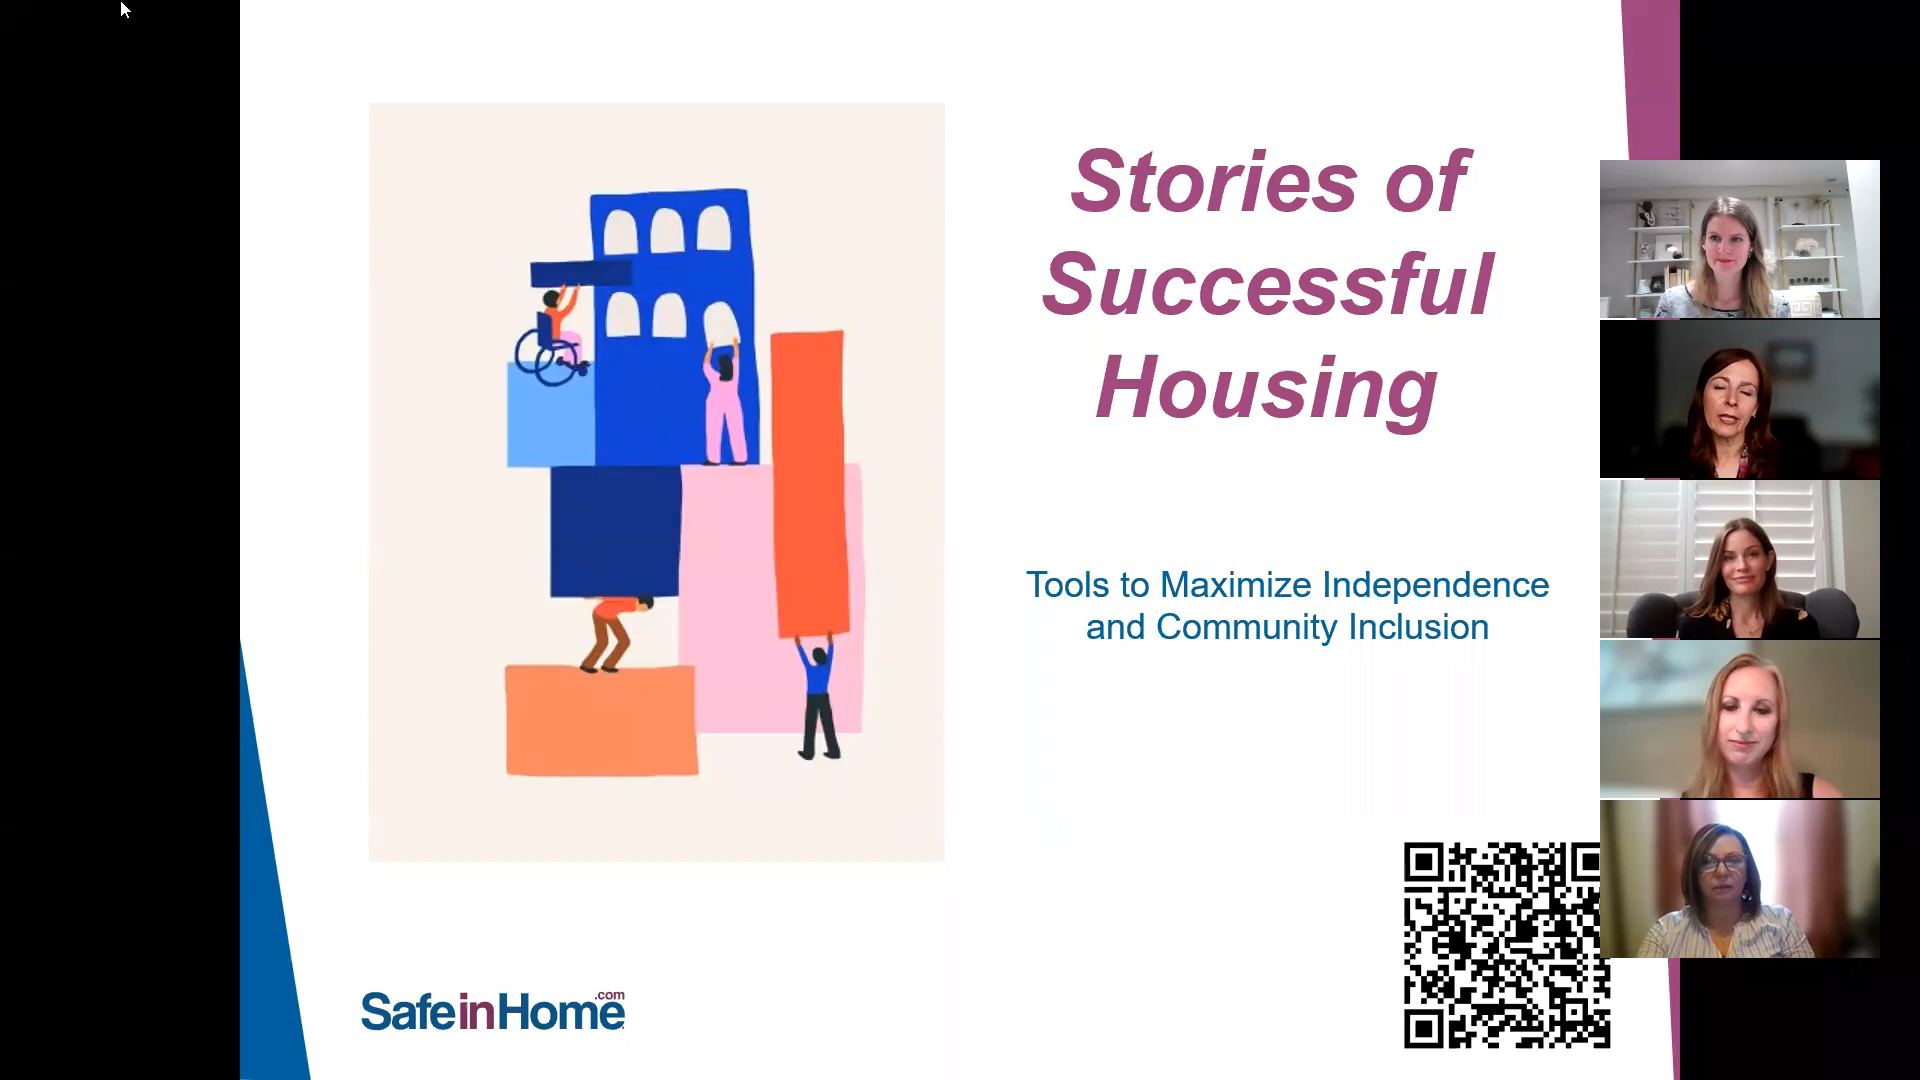 Stories of
Successful
Housing
Tools to Maximize Independence
and Community Inclusion
SafeinHome.com